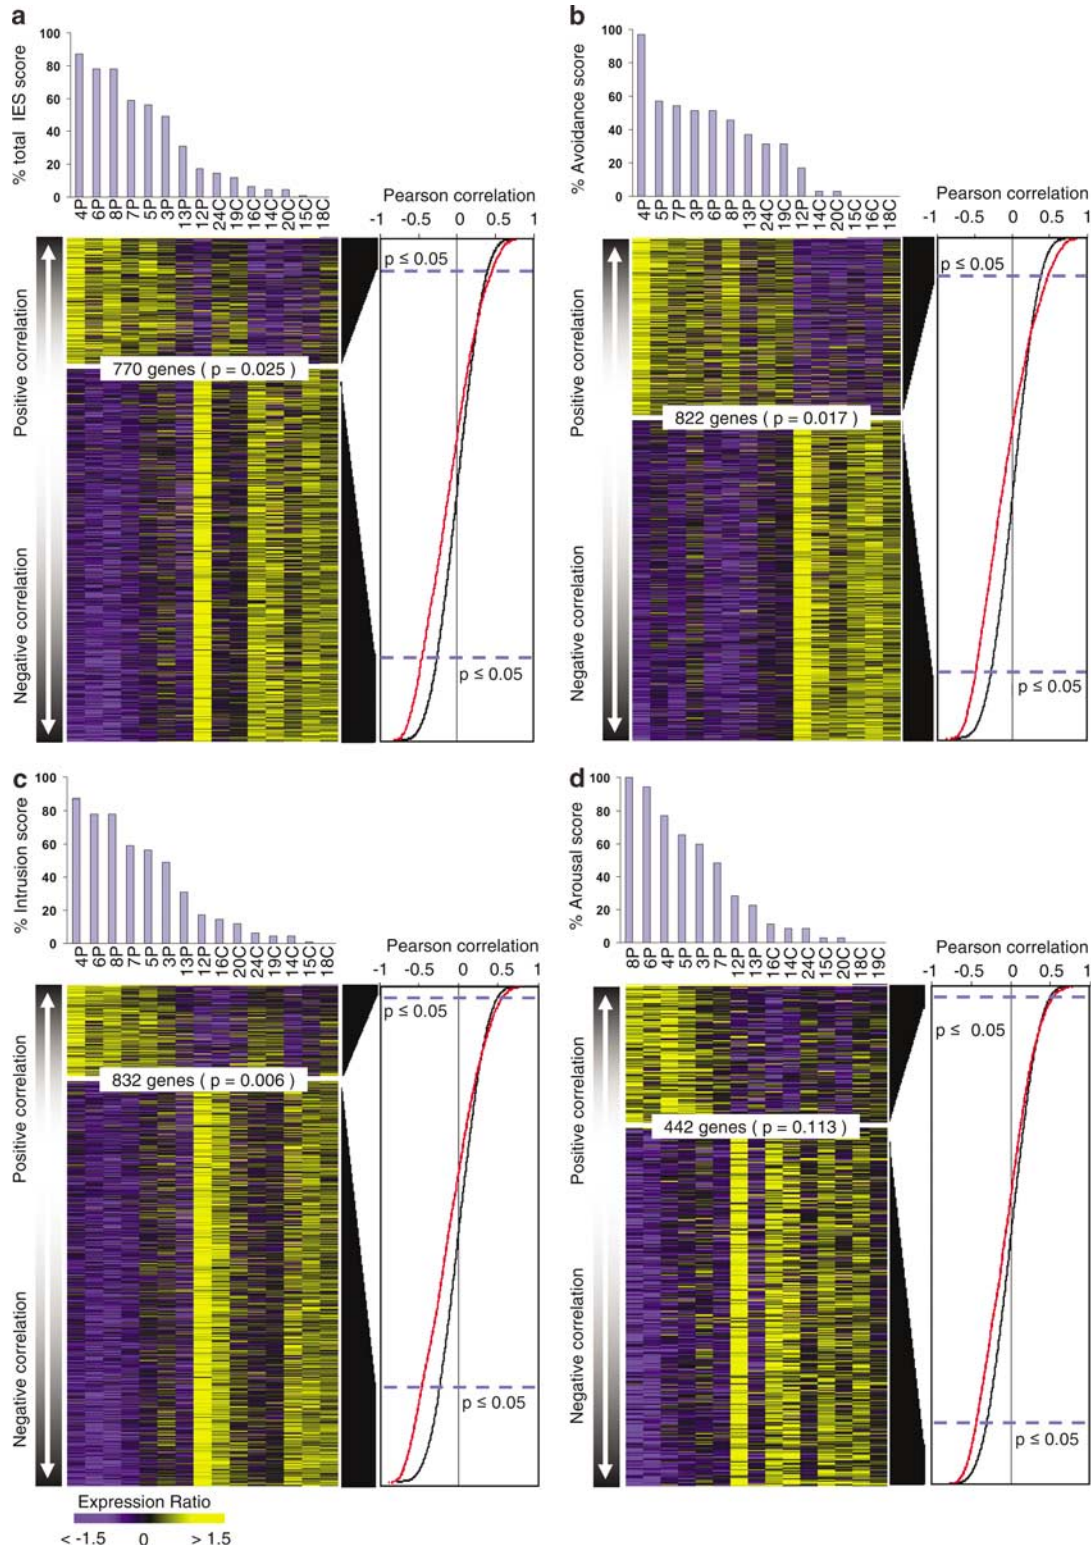 a
% total IES score
100
80
60
40
20
0
4P 6P 8P 7P 5P 3P 13P 12P 24C 19C 16C 14C 20C 15C 18C
Pearson correlation
-1 -0.5 0 0.5 1
Positive correlation
Negative correlation
770 genes ( p = 0.025 )
p ≤ 0.05
p ≤ 0.05
b
% Avoidance score
100
80
60
40
20
0
4P 5P 7P 3P 6P 8P 13P 24C 19C 12P 14C 20C 15C 16C 18C
Pearson correlation
-1 -0.5 0 0.5 1
Positive correlation
Negative correlation
822 genes ( p = 0.017 )
p ≤ 0.05
p ≤ 0.05
c
% Intrusion score
100
80
60
40
20
0
4P 6P 8P 7P 5P 3P 13P 12P 16C 20C 24C 19C 14C 15C 18C
Pearson correlation
-1 -0.5 0 0.5 1
Positive correlation
Negative correlation
832 genes ( p = 0.006 )
p ≤ 0.05
p ≤ 0.05
d
% Arousal score
100
80
60
40
20
0
8P 6P 4P 5P 3P 7P 12P 13P 16C 14C 24C 15C 20C 18C 19C
Pearson correlation
-1 -0.5 0 0.5 1
Positive correlation
Negative correlation
442 genes ( p = 0.113 )
p ≤ 0.05
p ≤ 0.05
Expression Ratio
< -1.5 0 > 1.5